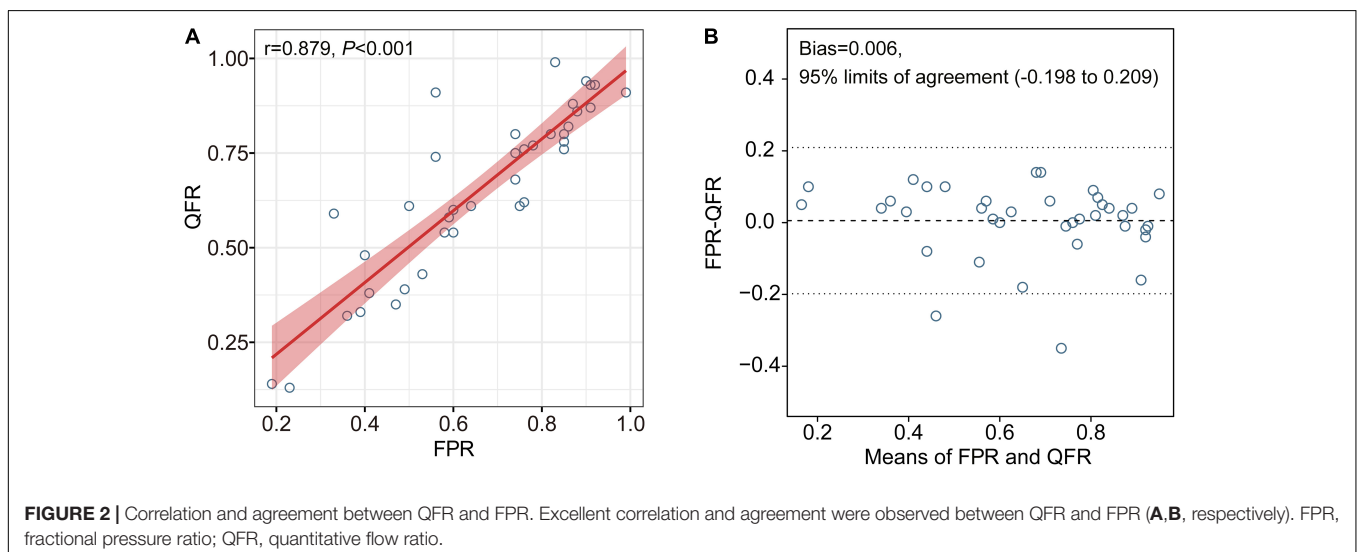 A
r=0.879, P<0.001
1.00
0.75
0.50
0.25
QFR
0.2 0.4 0.6 0.8 1.0
FPR
B
Bias=0.006,
95% limits of agreement (-0.198 to 0.209)
0.4
0.2
0.0
−0.2
−0.4
FPR-QFR
0.2 0.4 0.6 0.8
Means of FPR and QFR
FIGURE 2 | Correlation and agreement between QFR and FPR. Excellent correlation and agreement were observed between QFR and FPR (A,B, respectively). FPR,
fractional pressure ratio; QFR, quantitative flow ratio.